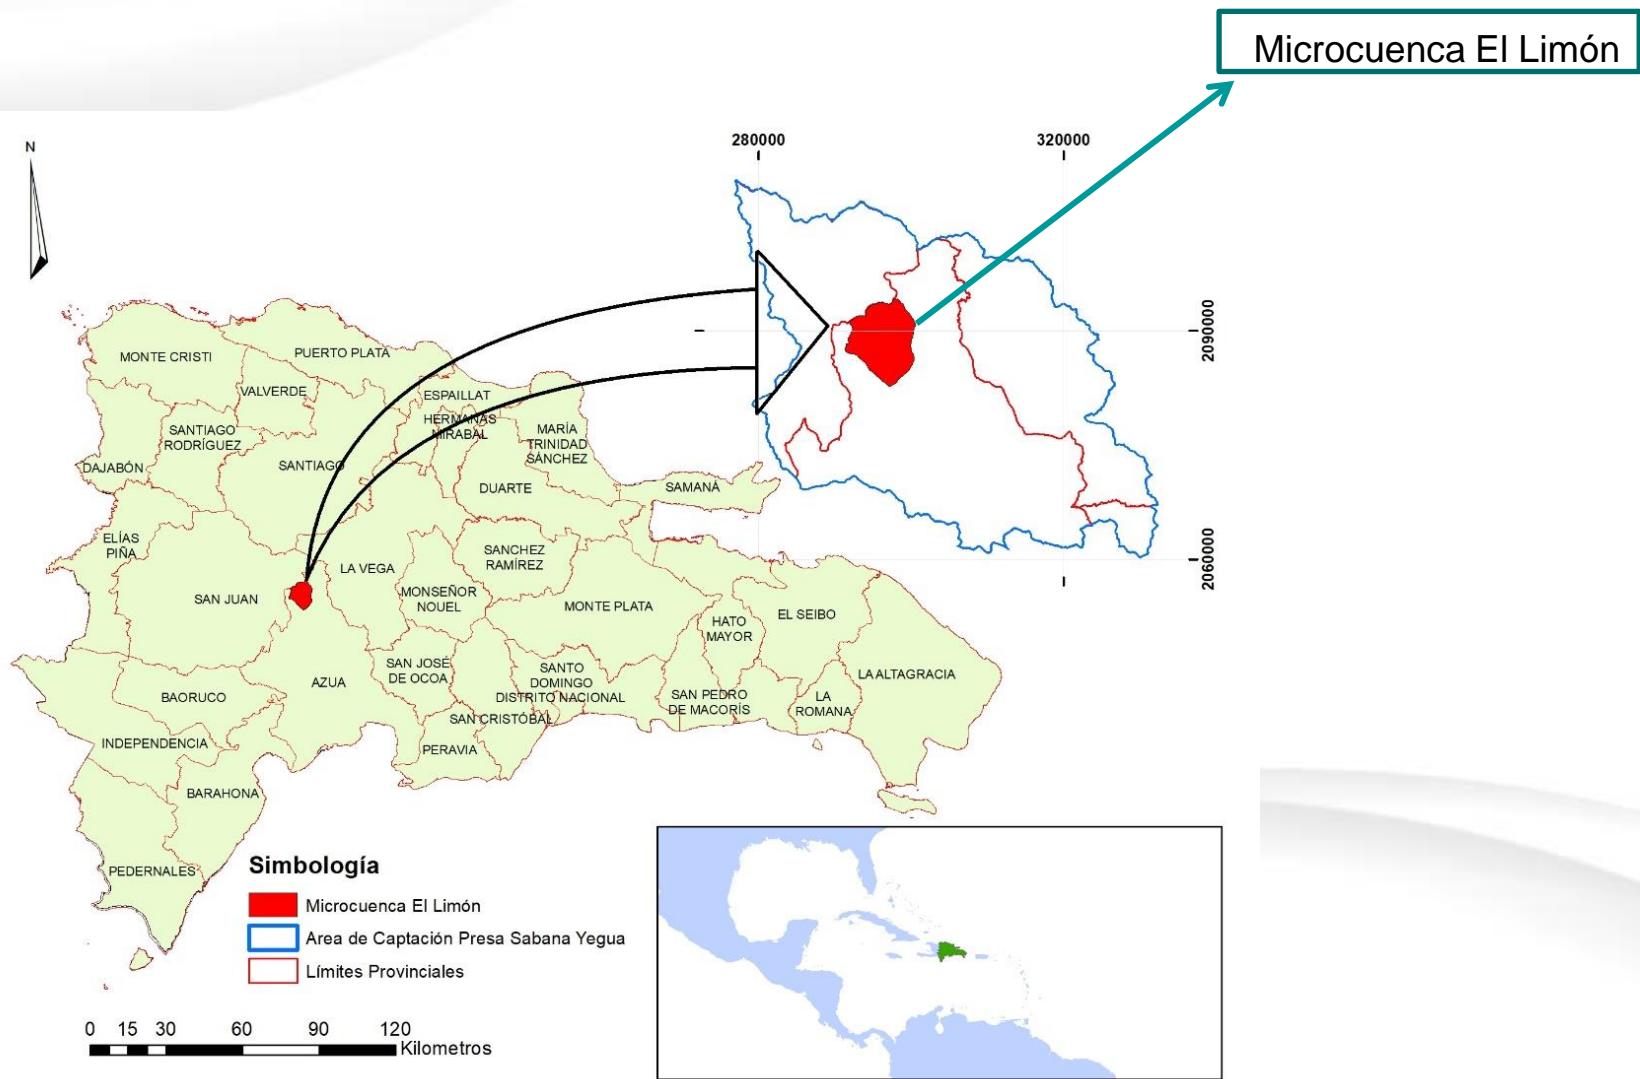 Microcuenca El Limón
280000
320000
N
2090000
2060000
MONTE CRISTI
PUERTO PLATA
VALVERDE
ESPAILLAT
HERMANAS
MIRABAL
SANTIAGO
RODRÍGUEZ
MARÍA
TRINIDAD
SÁNCHEZ
DAJABÓN
SANTIAGO
DUARTE
SAMANÁ
ELÍAS
PIÑA
SANCHEZ
RAMÍREZ
LA VEGA
SAN JUAN
MONSEÑOR
NOUEL
MONTE PLATA
HATO
MAYOR
EL SEIBO
SAN JOSÉ
DE OCOA
AZUA
SANTO
DOMINGO
DISTRITO NACIONAL
LA ALTAGRACIA
BAORUCO
SAN PEDRO
DE MACORÍS
LA
ROMANA
SAN CRISTÓBAL
INDEPENDENCIA
PERAVIA
BARAHONA
PEDERNALES
Simbología
Microcuenca El Limón
Area de Captación Presa Sabana Yegua
Límites Provinciales
0 15 30 60 90 120
Kilometros